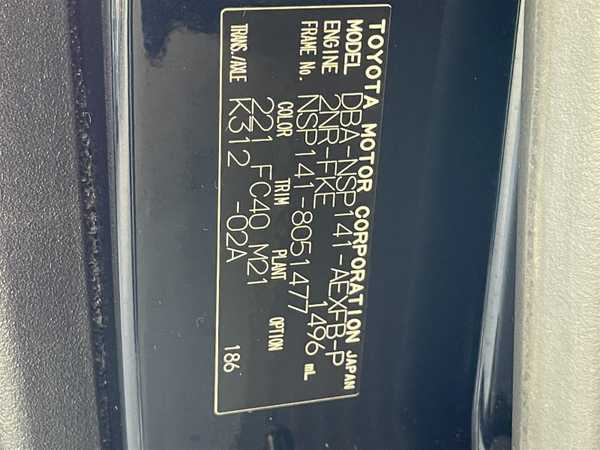 TOYOTA MOTOR CORPORATION JAPAN
MODEL DBA-NSP141-AEXFB-P
ENGINE 2NR-FKE 1496 mL
FRAME No. NSP141-8051477
COLOR TRIM PLANT OPTION
221 FC40 M21
TRANS./AXLE K312 -02A
186